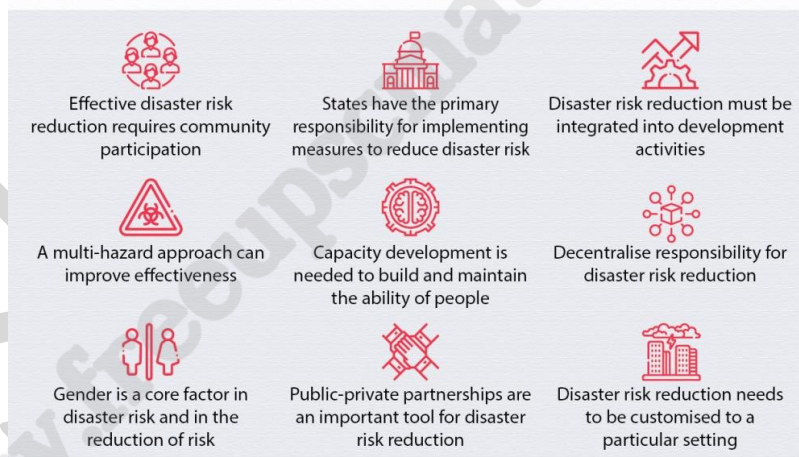 Effective disaster risk
reduction requires community
participation
States have the primary
responsibility for implementing
measures to reduce disaster risk
Disaster risk reduction must be
integrated into development
activities
A multi-hazard approach can
improve effectiveness
Capacity development is
needed to build and maintain
the ability of people
Decentralise responsibility for
disaster risk reduction
Gender is a core factor in
disaster risk and in the
reduction of risk
Public-private partnerships are
an important tool for disaster
risk reduction
Disaster risk reduction needs
to be customised to a
particular setting